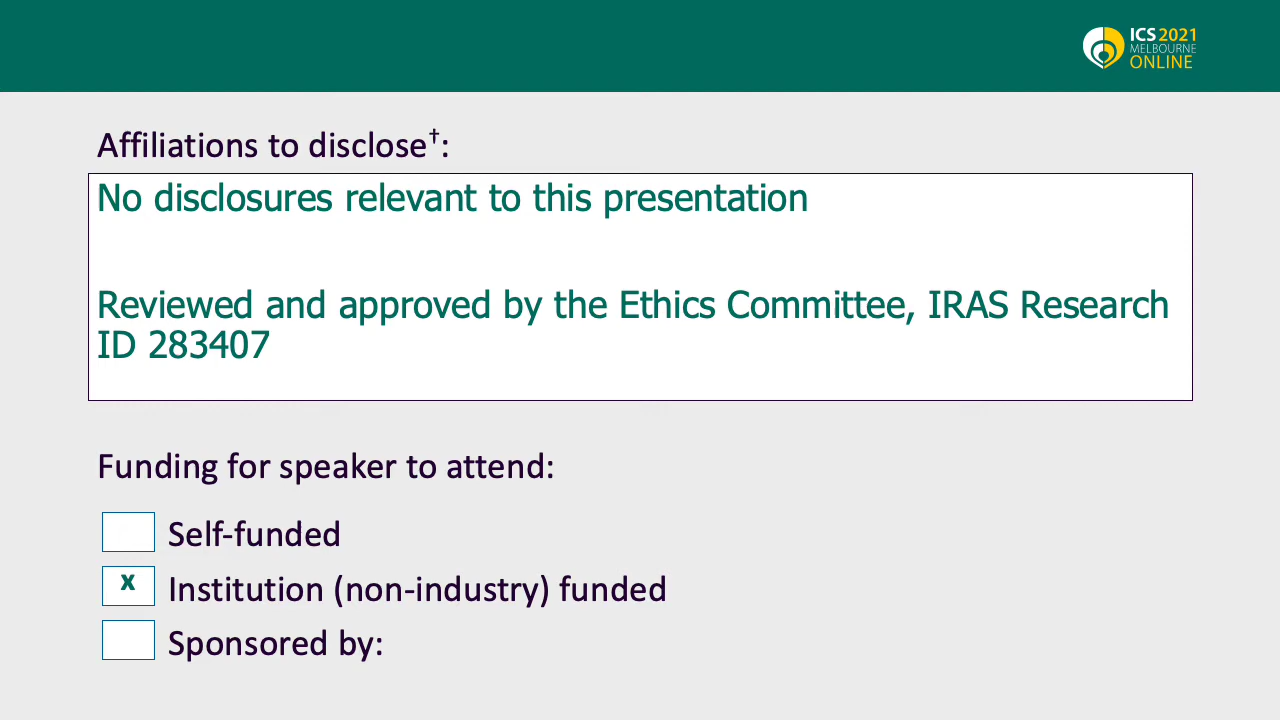 ICS 2021
MELBOURNE
ONLINE
Affiliations to disclose†:
No disclosures relevant to this presentation
Reviewed and approved by the Ethics Committee, IRAS Research
ID 283407
Funding for speaker to attend:
Self-funded
x Institution (non-industry) funded
Sponsored by: